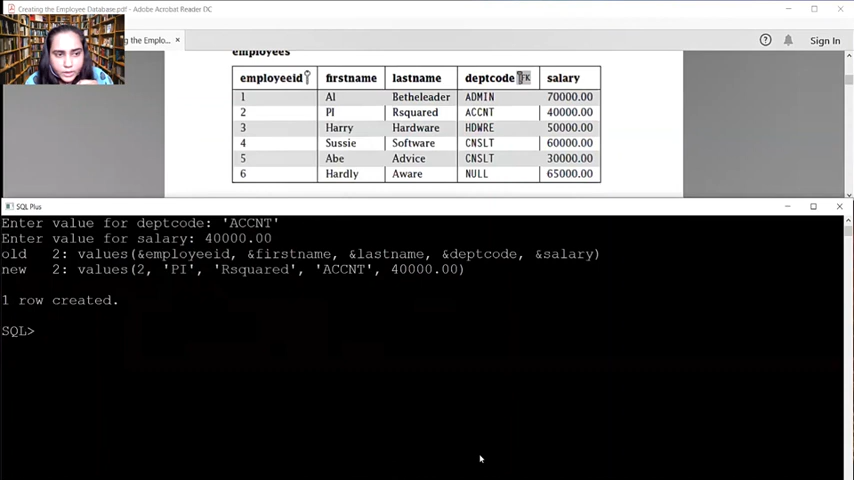 Creating the Employee Database.pdf - Adobe Acrobat Reader DC
g the Emplo... ×
Sign In
employees
employeeid firstname lastname deptcode FK salary
1 Al Betheleader ADMIN 70000.00
2 PI Rsquared ACCNT 40000.00
3 Harry Hardware HDWRE 50000.00
4 Sussie Software CNSLT 60000.00
5 Abe Advice CNSLT 30000.00
6 Hardly Aware NULL 65000.00
SQL Plus
Enter value for deptcode: 'ACCNT'
Enter value for salary: 40000.00
old 2: values(&employeeid, &firstname, &lastname, &deptcode, &salary)
new 2: values(2, 'PI', 'Rsquared', 'ACCNT', 40000.00)
1 row created.
SQL>